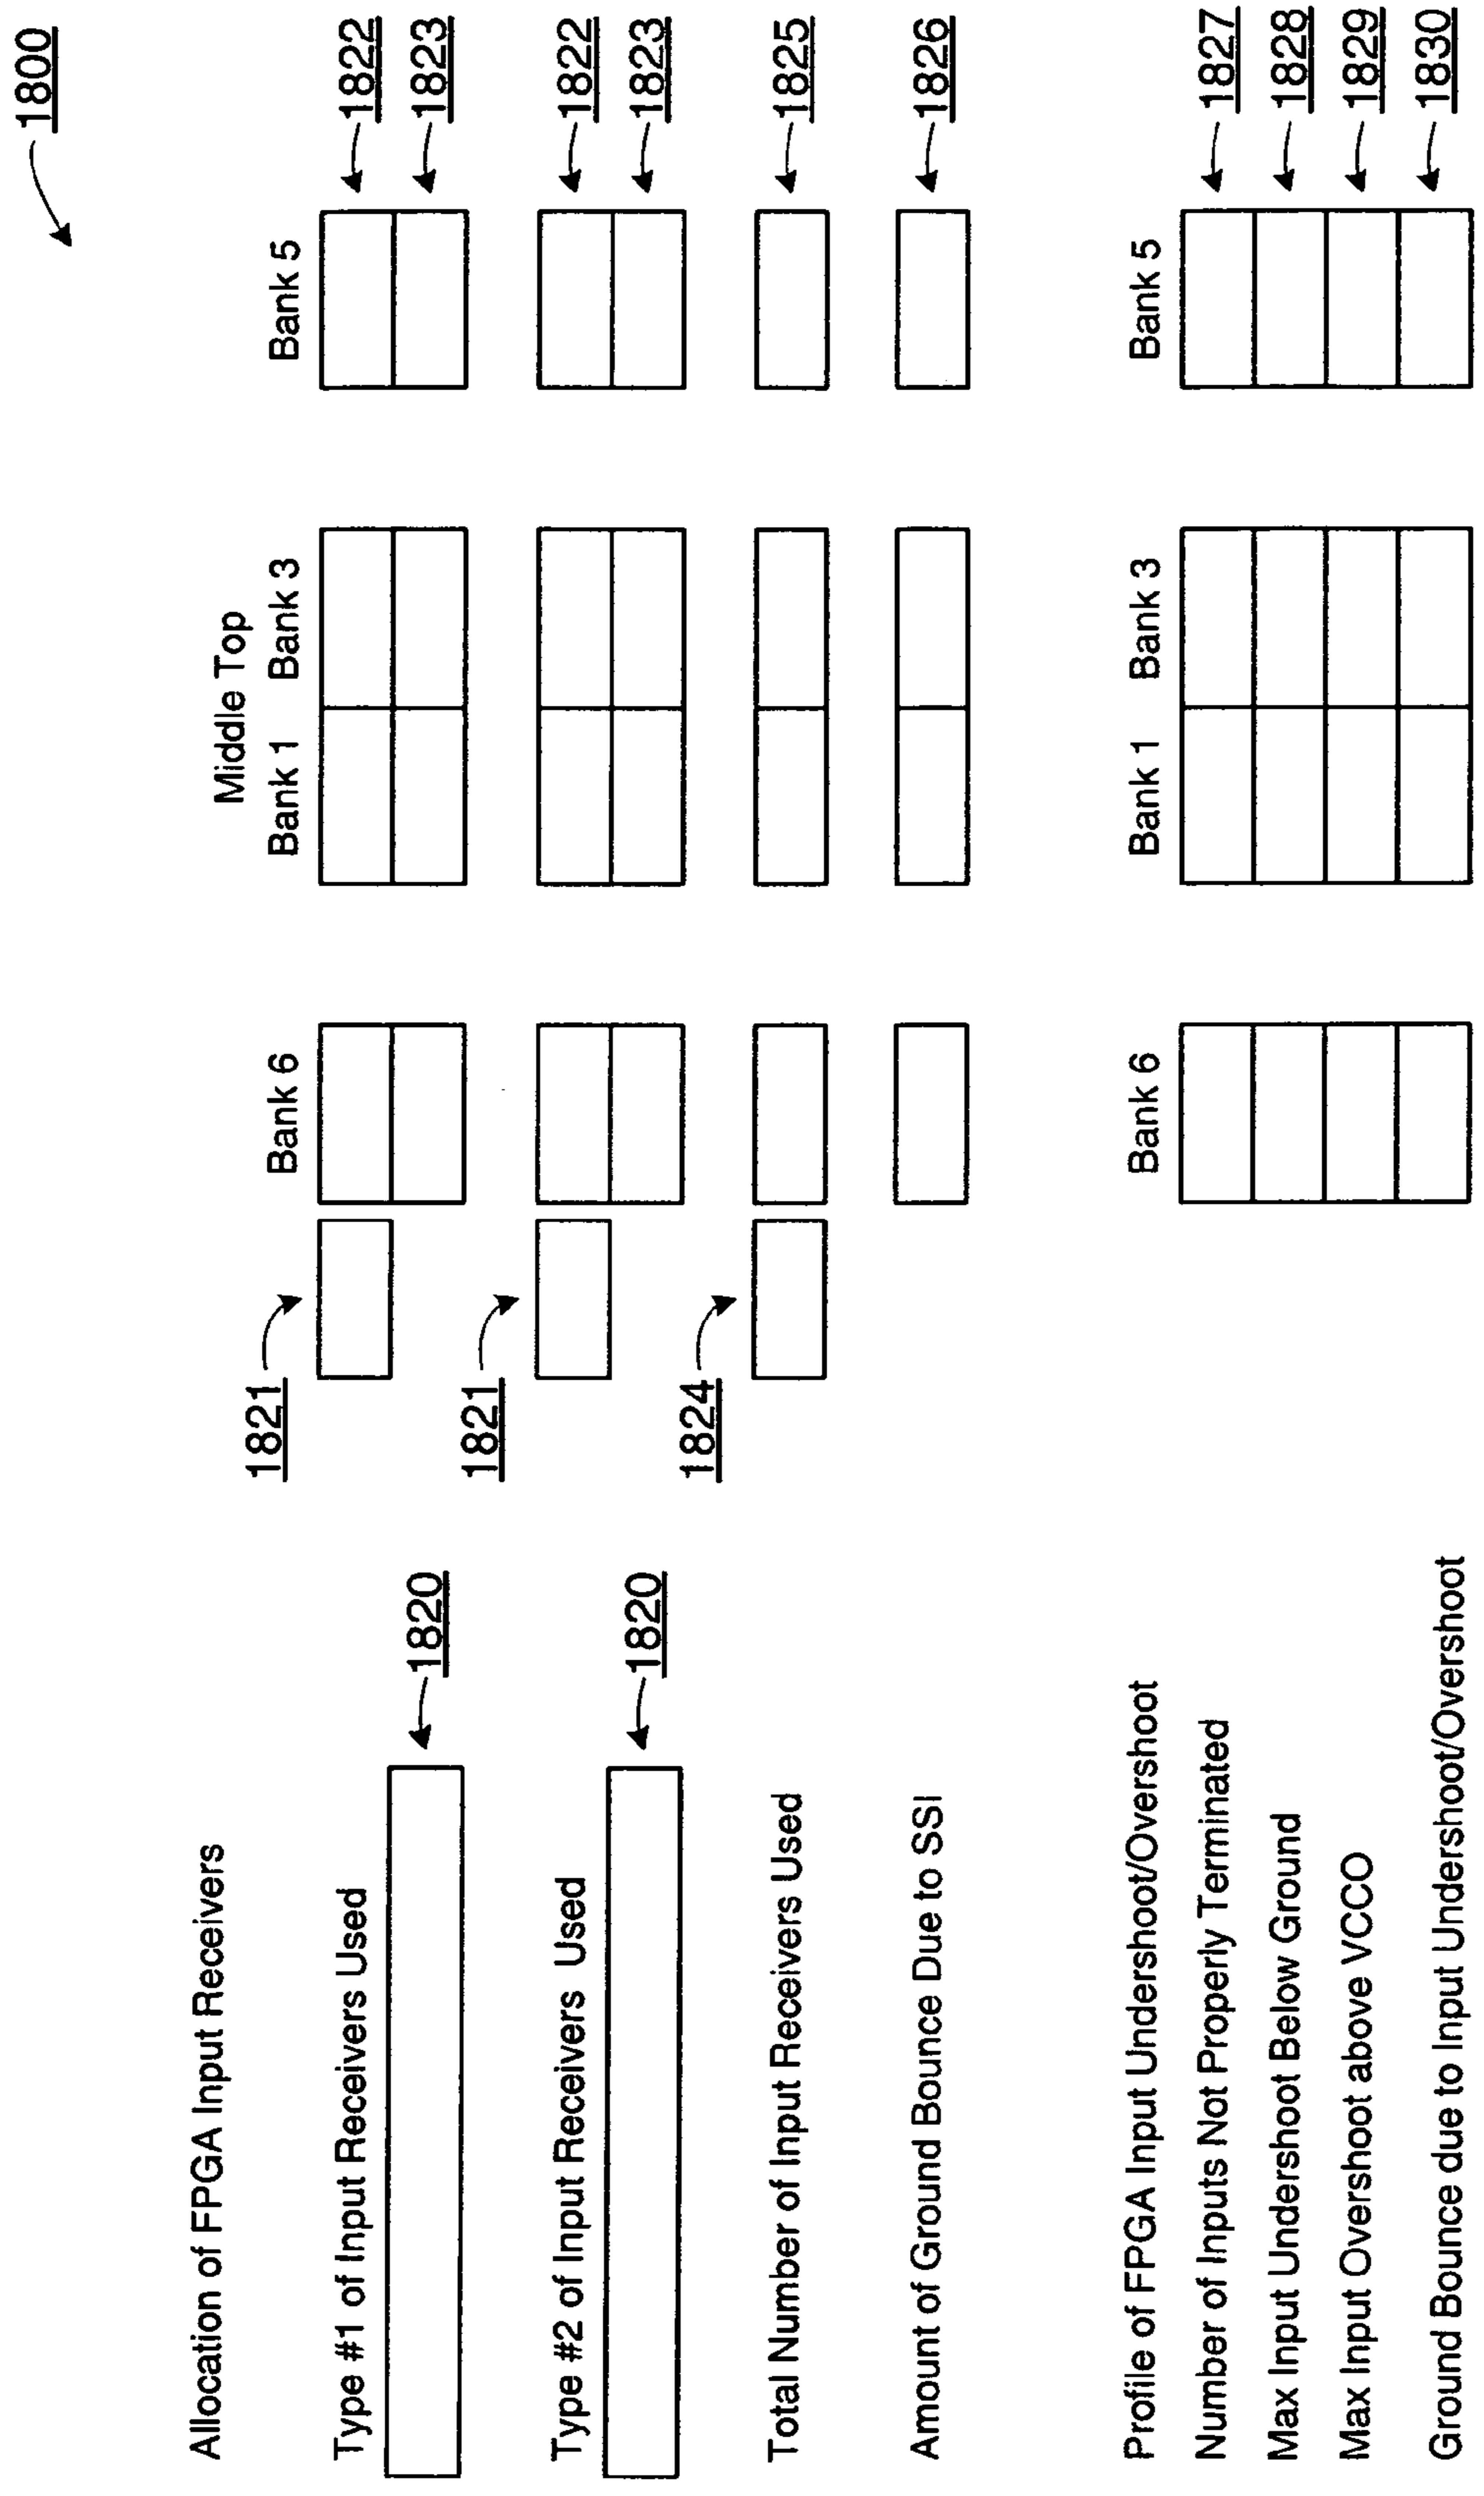 1800
Middle Top
Allocation of FPGA Input Receivers
1821 Bank 6 Bank 1 Bank 3 Bank 5
Type #1 of Input Receivers Used 1822
1820 1823
1821
Type #2 of Input Receivers Used 1822
1820 1823
1824
Total Number of Input Receivers Used 1825
Amount of Ground Bounce Due to SSI 1826
Profile of FPGA Input Undershoot/Overshoot Bank 6 Bank 1 Bank 3 Bank 5
Number of Inputs Not Properly Terminated 1827
Max Input Undershoot Below Ground 1828
Max Input Overshoot above VCCO 1829
Ground Bounce due to Input Undershoot/Overshoot 1830